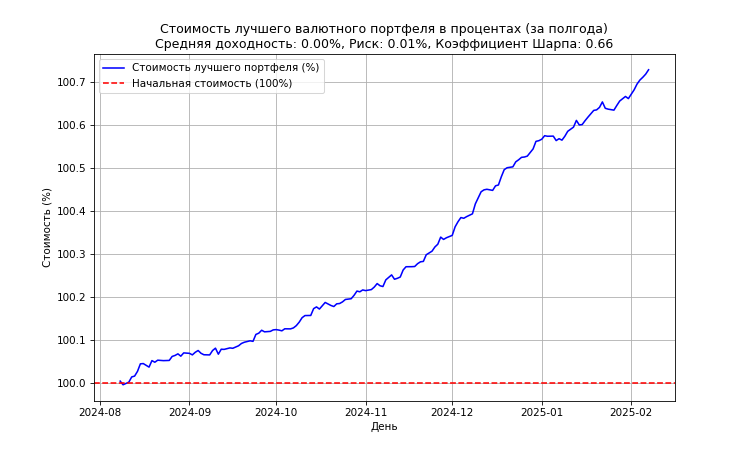 Стоимость лучшего валютного портфеля в процентах (за полгода)
Средняя доходность: 0.00%, Риск: 0.01%, Коэффициент Шарпа: 0.66
Стоимость лучшего портфеля (%)
Начальная стоимость (100%)
Стоимость (%)
100.7
100.6
100.5
100.4
100.3
100.2
100.1
100.0
2024-08 2024-09 2024-10 2024-11 2024-12 2025-01 2025-02
День